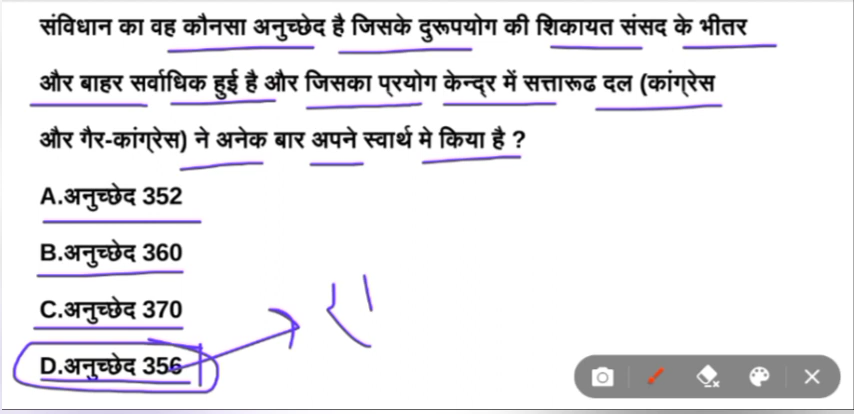 संविधान का वह कौनसा अनुच्छेद है जिसके दुरूपयोग की शिकायत संसद के भीतर
और बाहर सर्वाधिक हुई है और जिसका प्रयोग केन्द्र में सत्तारूढ दल (कांग्रेस
और गैर-कांग्रेस) ने अनेक बार अपने स्वार्थ मे किया है ?
A.अनुच्छेद 352
B.अनुच्छेद 360
C.अनुच्छेद 370
D.अनुच्छेद 356